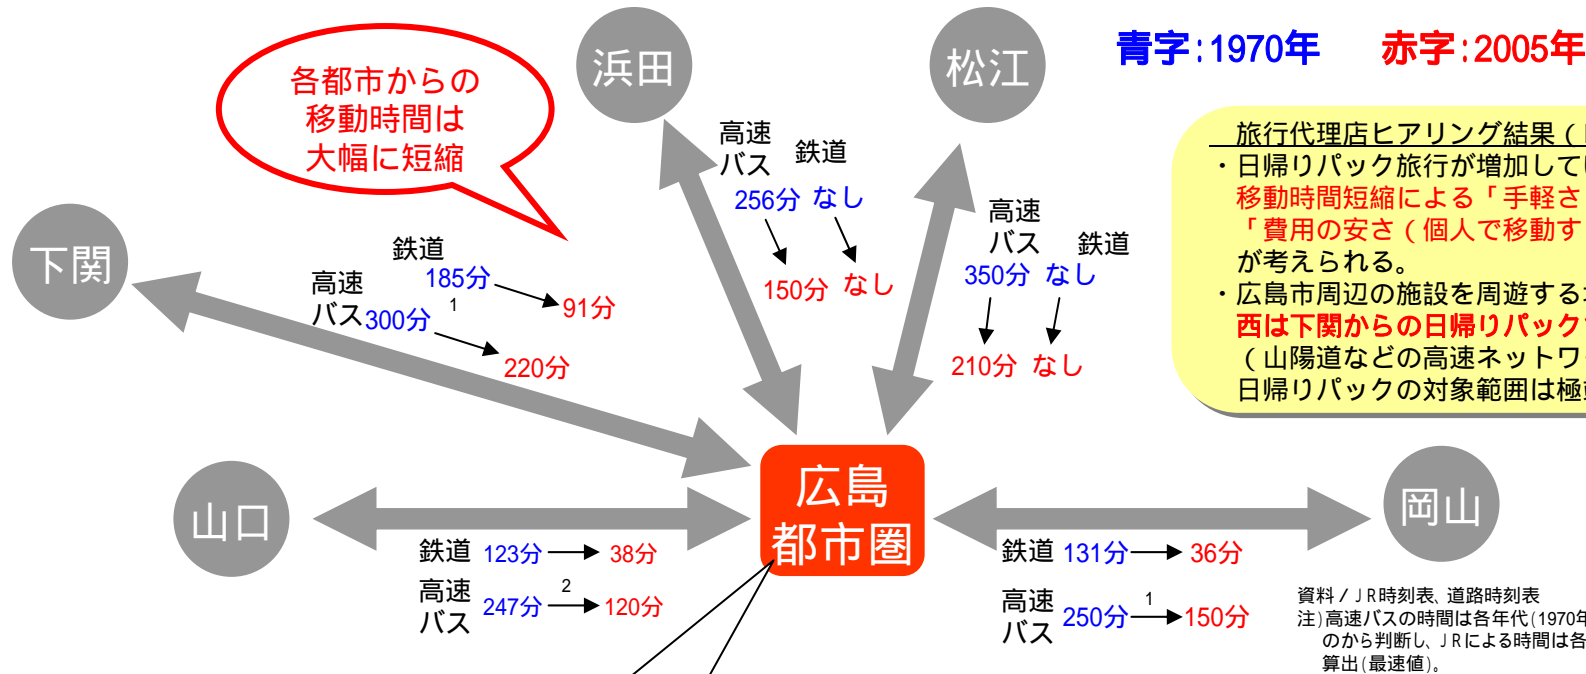 青字:1970年 赤字:2005年
各都市からの
移動時間は
大幅に短縮
浜田
松江
下関
高速
バス
鉄道
256分 なし
150分 なし
高速
バス
鉄道
350分 なし
210分 なし
鉄道
185分
91分
高速
バス
300分
1
220分
旅行代理店ヒアリング結果(
・日帰りパック旅行が増加してい
移動時間短縮による「手軽さ
「費用の安さ(個人で移動す
が考えられる。
・広島市周辺の施設を周遊する
西は下関からの日帰りパック
(山陽道などの高速ネットワ
日帰りパックの対象範囲は極
山口
広島
都市圏
岡山
鉄道 123分 38分
高速
バス
247分 2 120分
鉄道 131分 36分
高速
バス
250分 1 150分
資料/JR時刻表、道路時刻表
注)高速バスの時間は各年代(1970年
のから判断し、JRによる時間は各
算出(最速値)。